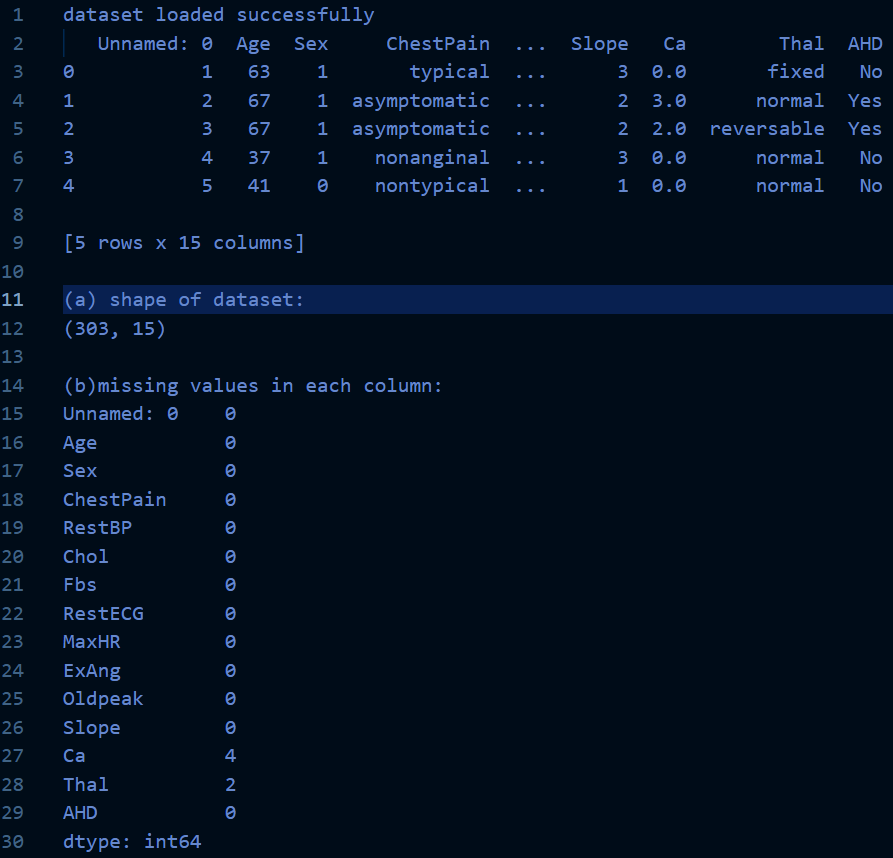 1 dataset loaded successfully
2    Unnamed: 0  Age  Sex     ChestPain  ...  Slope   Ca        Thal  AHD
3 0           1   63    1       typical  ...      3  0.0       fixed   No
4 1           2   67    1  asymptomatic  ...      2  3.0      normal  Yes
5 2           3   67    1  asymptomatic  ...      2  2.0  reversable  Yes
6 3           4   37    1    nonanginal  ...      3  0.0      normal   No
7 4           5   41    0    nontypical  ...      1  0.0      normal   No
8
9 [5 rows x 15 columns]
10
11 (a) shape of dataset:
12 (303, 15)
13
14 (b)missing values in each column:
15 Unnamed: 0    0
16 Age           0
17 Sex           0
18 ChestPain     0
19 RestBP        0
20 Chol          0
21 Fbs           0
22 RestECG       0
23 MaxHR         0
24 ExAng         0
25 Oldpeak       0
26 Slope         0
27 Ca            4
28 Thal          2
29 AHD           0
30 dtype: int64